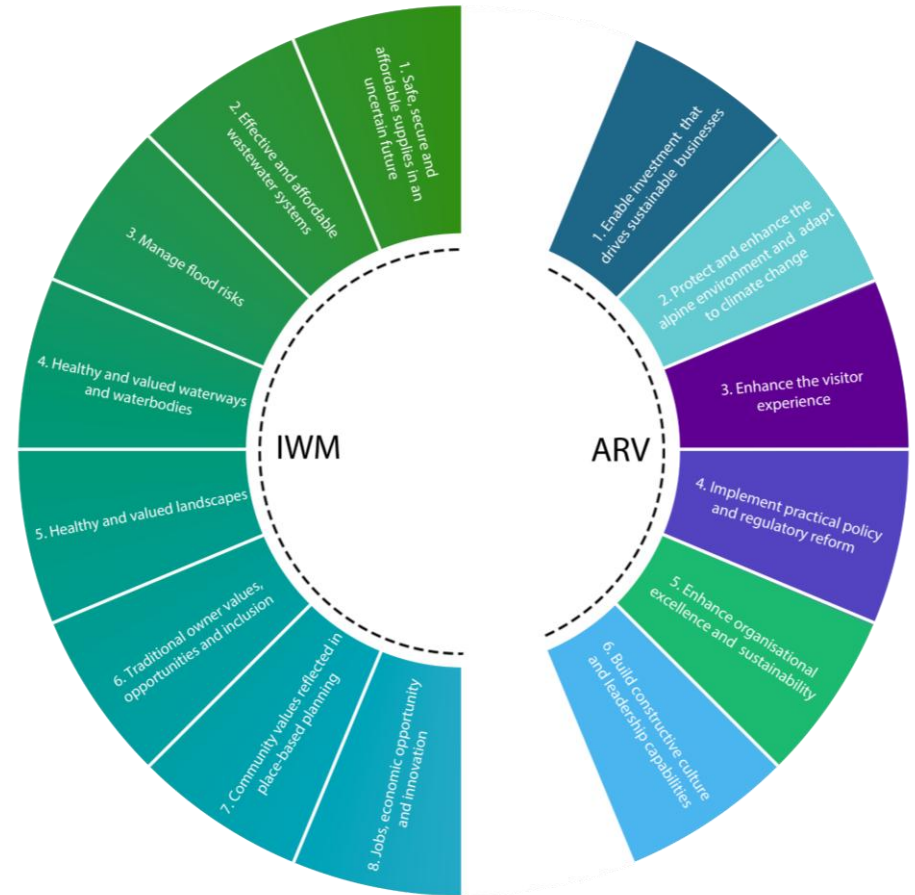 1. Safe, secure and
affordable supplies in an
uncertain future
2. Effective and affordable
wastewater systems
3. Manage flood risks
4. Healthy and valued waterways
and waterbodies
5. Healthy and valued landscapes
6. Traditional owner values,
opportunities and inclusion
7. Community values reflected in
place-based planning
8. Jobs, economic opportunity
and innovation
IWM
ARV
1. Enable investment that
drives sustainable businesses
2. Protect and enhance the
alpine environment and adapt
to climate change
3. Enhance the visitor
experience
4. Implement practical policy
and regulatory reform
5. Enhance organisational
excellence and sustainability
6. Build constructive culture
and leadership capabilities